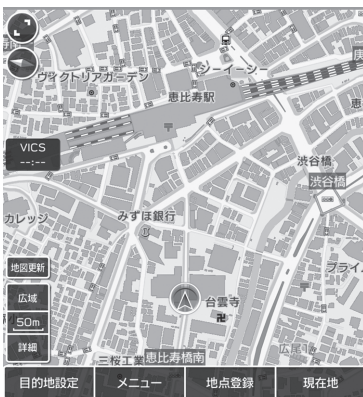 ウィクトリアガーデン
ジーイーシー
恵比寿駅
恵
VICS
--:--
渋谷橋
渋谷橋
カレッジ
みずほ銀行
地図更新
プライ
広域
50m
台雲寺
詳細
広尾1
三桜工業
恵比寿橋南
目的地設定
メニュー
地点登録
現在地